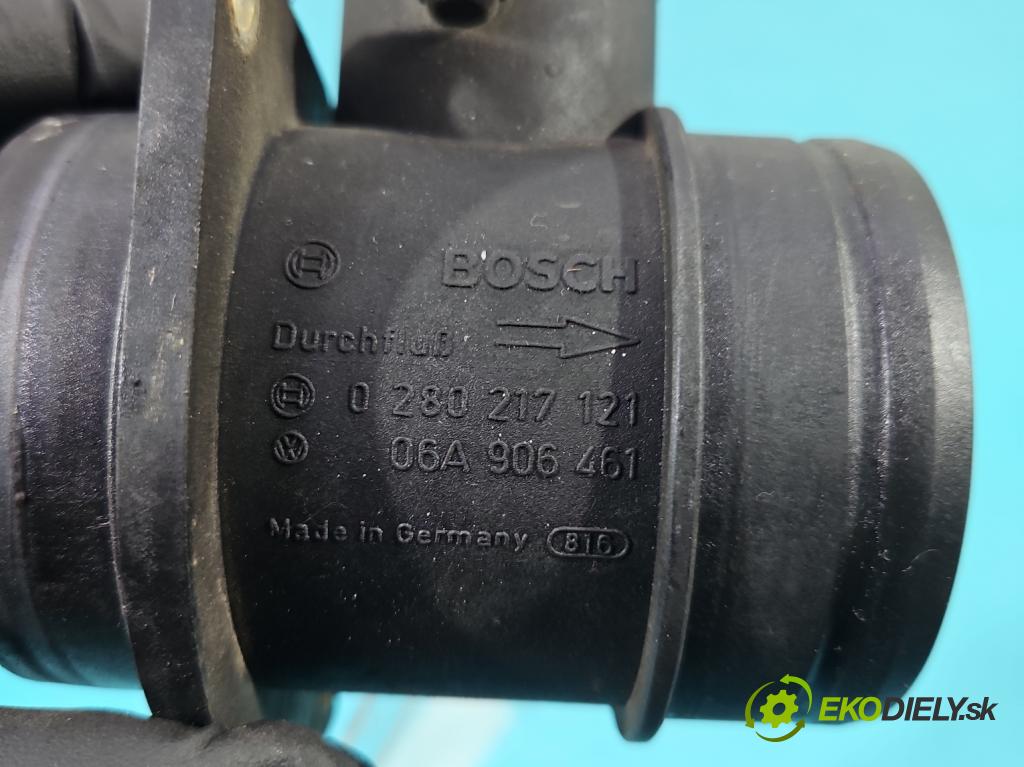 BOSCH
Durchfluß
0 280 217 121
06A 906 461
Made in Germany 816
EKODIELY.sk